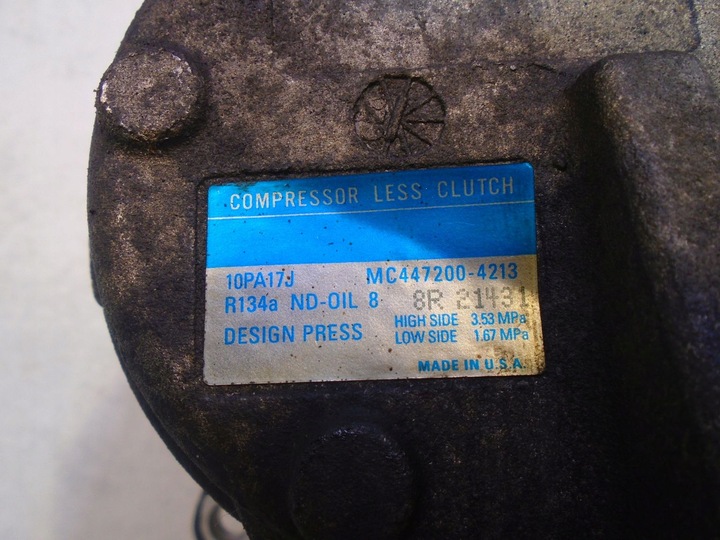 COMPRESSOR LESS CLUTCH
10PA17J MC447200-4213
R134a ND-OIL 8 8R 21431
DESIGN PRESS HIGH SIDE 3.53 MPa
LOW SIDE 1.67 MPa
MADE IN U.S.A.